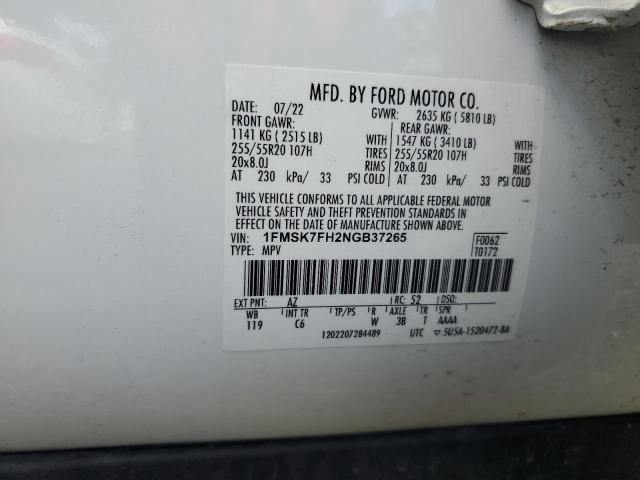 MFD. BY FORD MOTOR CO.
DATE: 07/22 GVWR: 2635 KG ( 5810 LB)
FRONT GAWR: REAR GAWR:
1141 KG ( 2515 LB) WITH 1547 KG ( 3410 LB) WITH
255/55R20 107H TIRES 255/55R20 107H TIRES
20x8.0J RIMS 20x8.0J RIMS
AT 230 kPa/ 33 PSI COLD AT 230 kPa/ 33 PSI COLD
THIS VEHICLE CONFORMS TO ALL APPLICABLE FEDERAL MOTOR
VEHICLE SAFETY AND THEFT PREVENTION STANDARDS IN
EFFECT ON THE DATE OF MANUFACTURE SHOWN ABOVE.
VIN: 1FMSK7FH2NGB37265 F0062
TYPE: MPV T0172
EXT PNT: AZ RC: 52 DSO:
WB INT TR TP/PS R AXLE TR SPR
119 C6 W 3B T AAAA
1202207284489 UTC ▽ 5U5A-1520472-BA